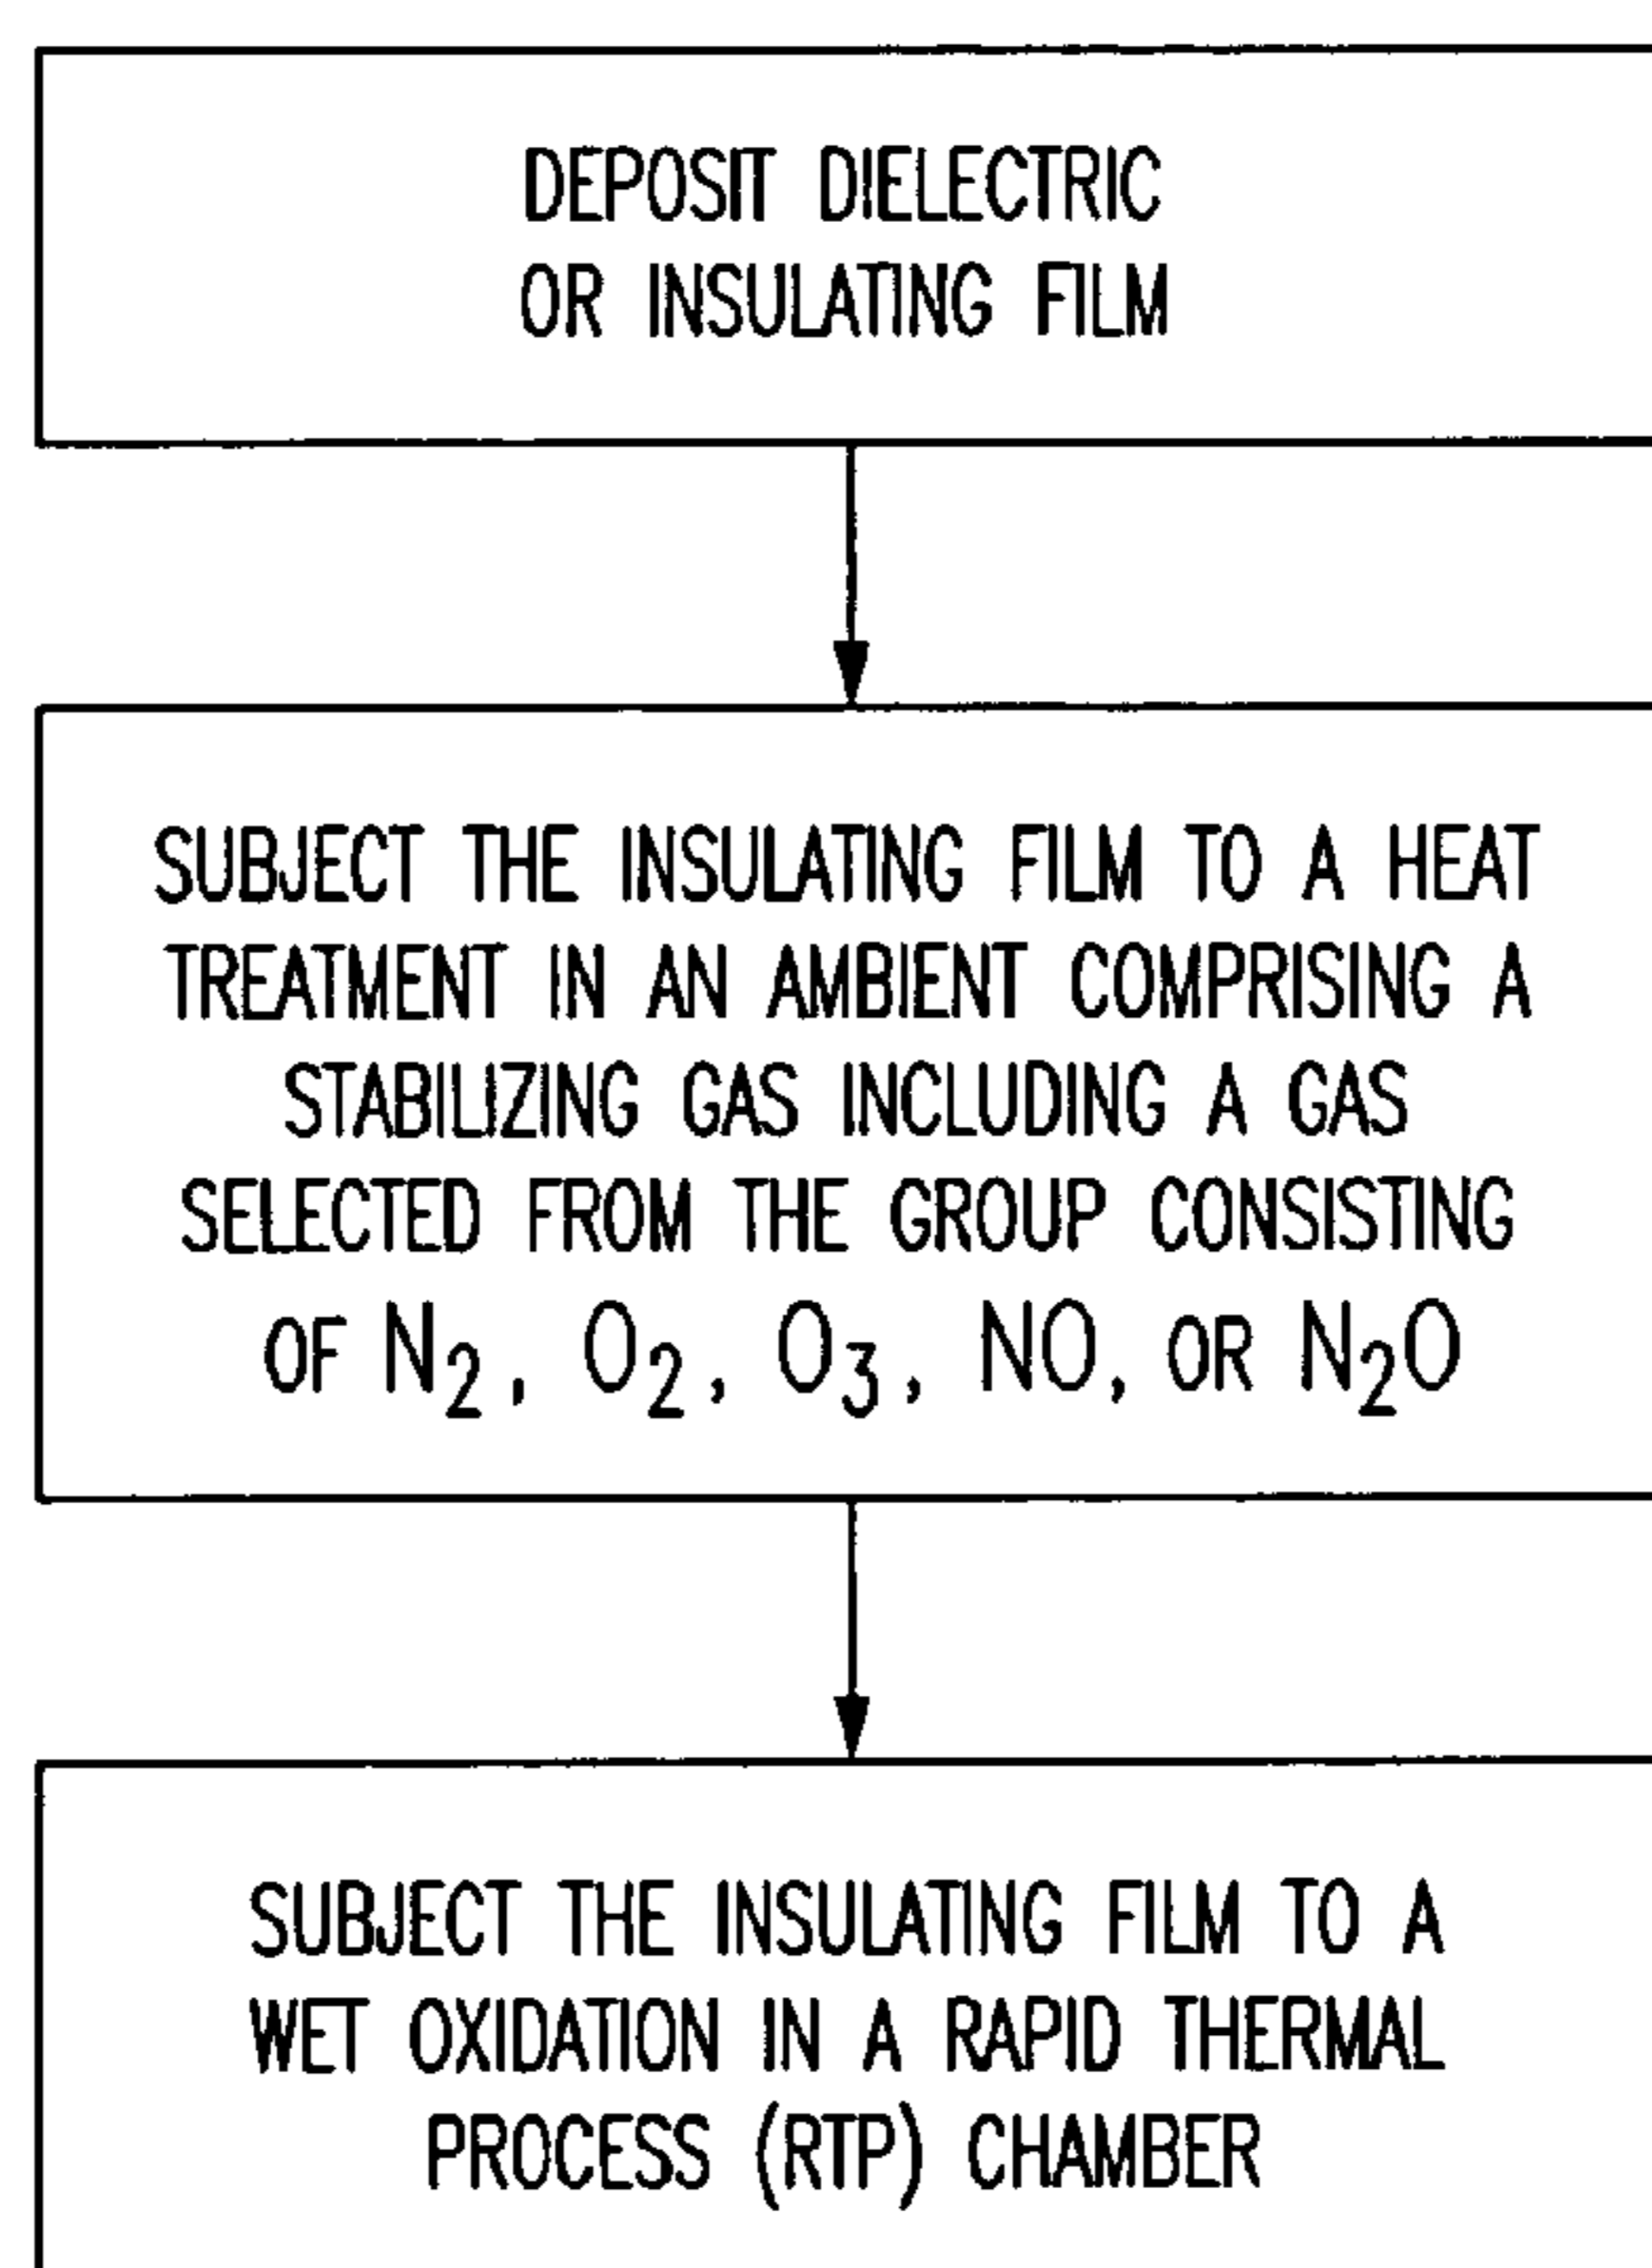 DEPOSIT DIELECTRIC
OR INSULATING FILM
SUBJECT THE INSULATING FILM TO A HEAT
TREATMENT IN AN AMBIENT COMPRISING A
STABILIZING GAS INCLUDING A GAS
SELECTED FROM THE GROUP CONSISTING
OF N₂, O₂, O₃, NO, OR N₂O
SUBJECT THE INSULATING FILM TO A
WET OXIDATION IN A RAPID THERMAL
PROCESS (RTP) CHAMBER